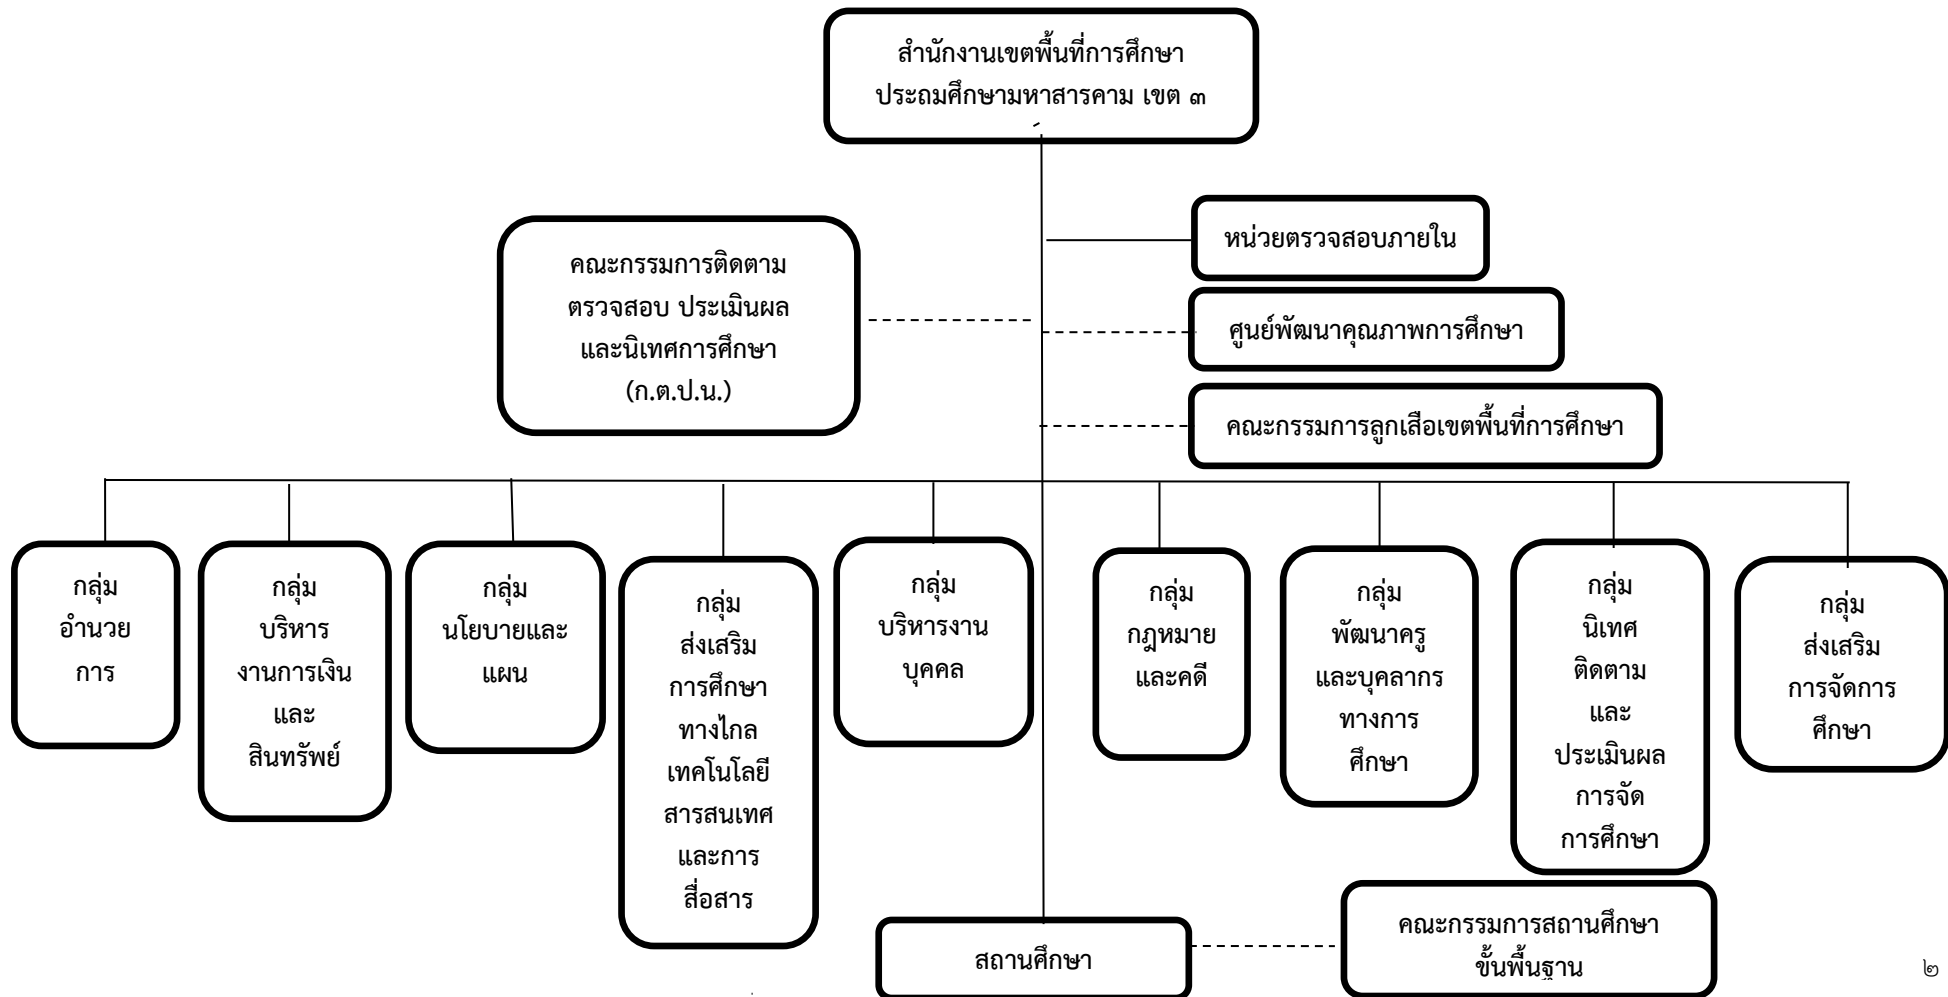 สำนักงานเขตพื้นที่การศึกษา
ประถมศึกษามหาสารคาม เขต ๓
หน่วยตรวจสอบภายใน
คณะกรรมการติดตาม
ตรวจสอบ ประเมินผล
และนิเทศการศึกษา
(ก.ต.ป.น.)
ศูนย์พัฒนาคุณภาพการศึกษา
คณะกรรมการลูกเสือเขตพื้นที่การศึกษา
กลุ่ม
อำนวย
การ
กลุ่ม
บริหาร
งานการเงิน
และ
สินทรัพย์
กลุ่ม
นโยบายและ
แผน
กลุ่ม
ส่งเสริม
การศึกษา
ทางไกล
เทคโนโลยี
สารสนเทศ
และการ
สื่อสาร
กลุ่ม
บริหารงาน
บุคคล
กลุ่ม
กฎหมาย
และคดี
กลุ่ม
พัฒนาครู
และบุคลากร
ทางการ
ศึกษา
กลุ่ม
นิเทศ
ติดตาม
และ
ประเมินผล
การจัด
การศึกษา
กลุ่ม
ส่งเสริม
การจัดการ
ศึกษา
สถานศึกษา
คณะกรรมการสถานศึกษา
ขั้นพื้นฐาน
๒